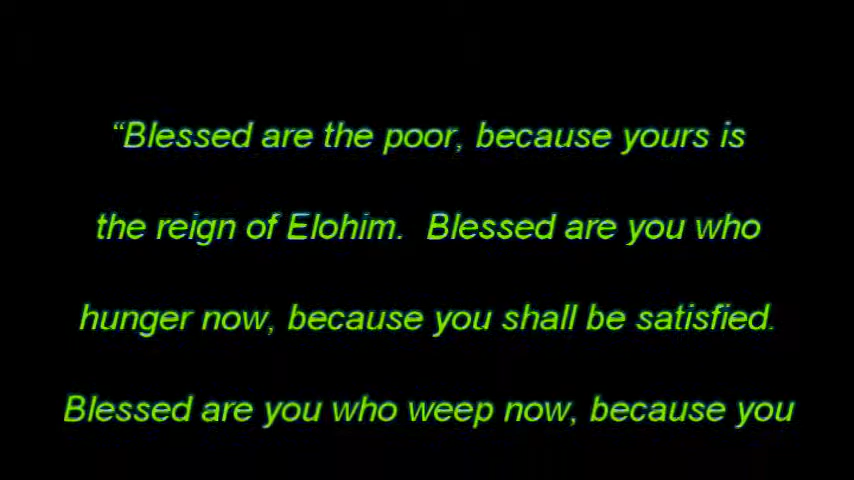 “Blessed are the poor, because yours is
the reign of Elohim.  Blessed are you who
hunger now, because you shall be satisfied.
Blessed are you who weep now, because you